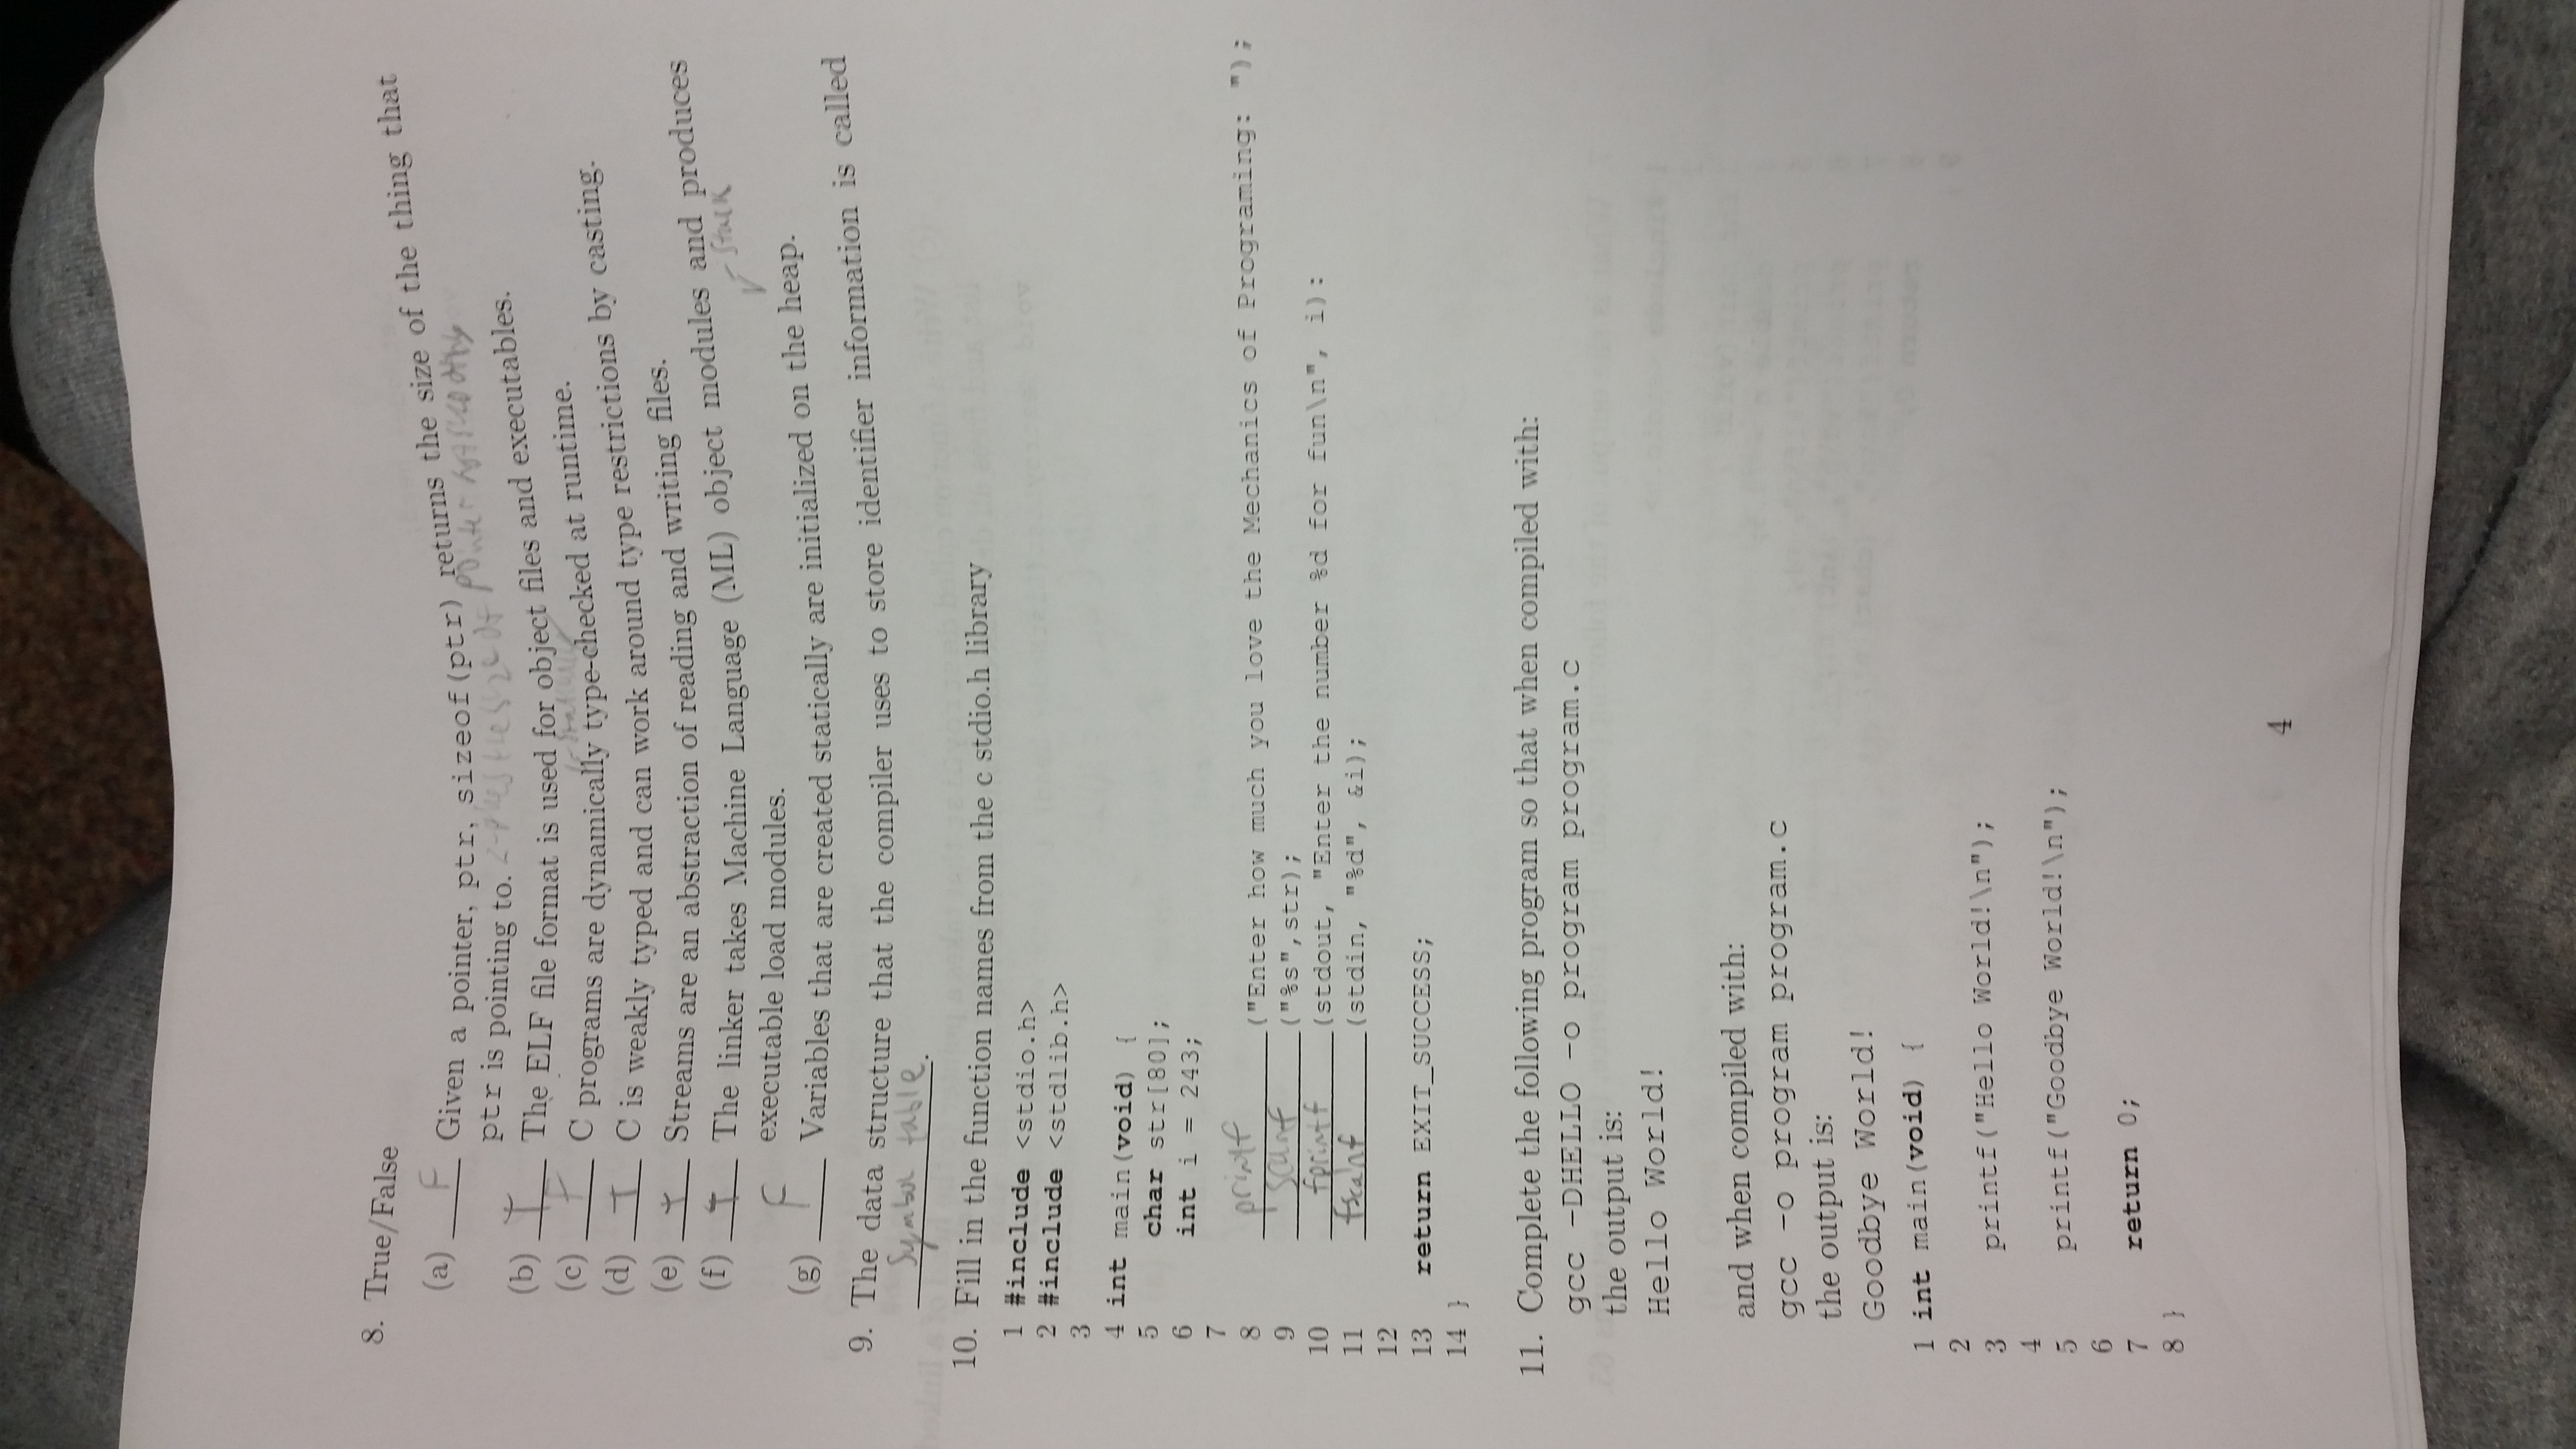 8. True/False
(a) F Given a pointer, ptr, sizeof(ptr) returns the size of the thing that
ptr is pointing to. the size of pointer
(b) T The ELF file format is used for object files and executables.
statically
(c) F C programs are dynamically type-checked at runtime.
(d) T C is weakly typed and can work around type restrictions by casting.
(e) T Streams are an abstraction of reading and writing files.
(f) T The linker takes Machine Language (ML) object modules and produces
executable load modules.
stack
(g) F Variables that are created statically are initialized on the heap.
9. The data structure that the compiler uses to store identifier information is called
Symbol table.
10. Fill in the function names from the c stdio.h library
1 #include <stdio.h>
2 #include <stdlib.h>
3
4 int main(void) {
5 char str[80];
6 int i = 243;
7
8 printf("Enter how much you love the Mechanics of Programing: ");
9 scanf("%s",str);
10 fprintf(stdout, "Enter the number %d for fun\n", i):
11 fscanf(stdin, "%d", &i);
12
13 return EXIT_SUCCESS;
14 }
11. Complete the following program so that when compiled with:
gcc -DHELLO -o program program.c
the output is:
Hello World!
and when compiled with:
gcc -o program program.c
the output is:
Goodbye World!
1 int main(void) {
2
3 printf("Hello World!\n");
4
5 printf("Goodbye World!\n");
6
7 return 0;
8 }
4